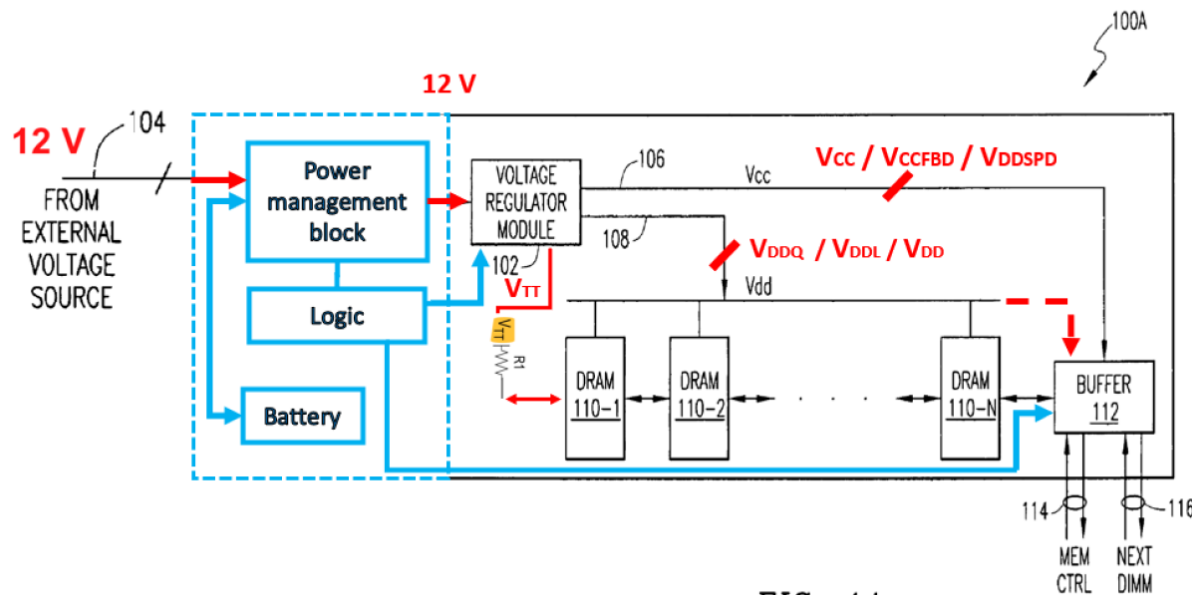 100A
12 V
12 V
104
FROM
EXTERNAL
VOLTAGE
SOURCE
Power
management
block
Logic
Battery
VOLTAGE
REGULATOR
MODULE
102
106
Vcc
VCC / VCCFBD / VDDSPD
108
VDDQ / VDDL / VDD
Vdd
VTT
VTT
R1
DRAM
110-1
DRAM
110-2
. . . .
DRAM
110-N
BUFFER
112
114
116
MEM
CTRL
NEXT
DIMM